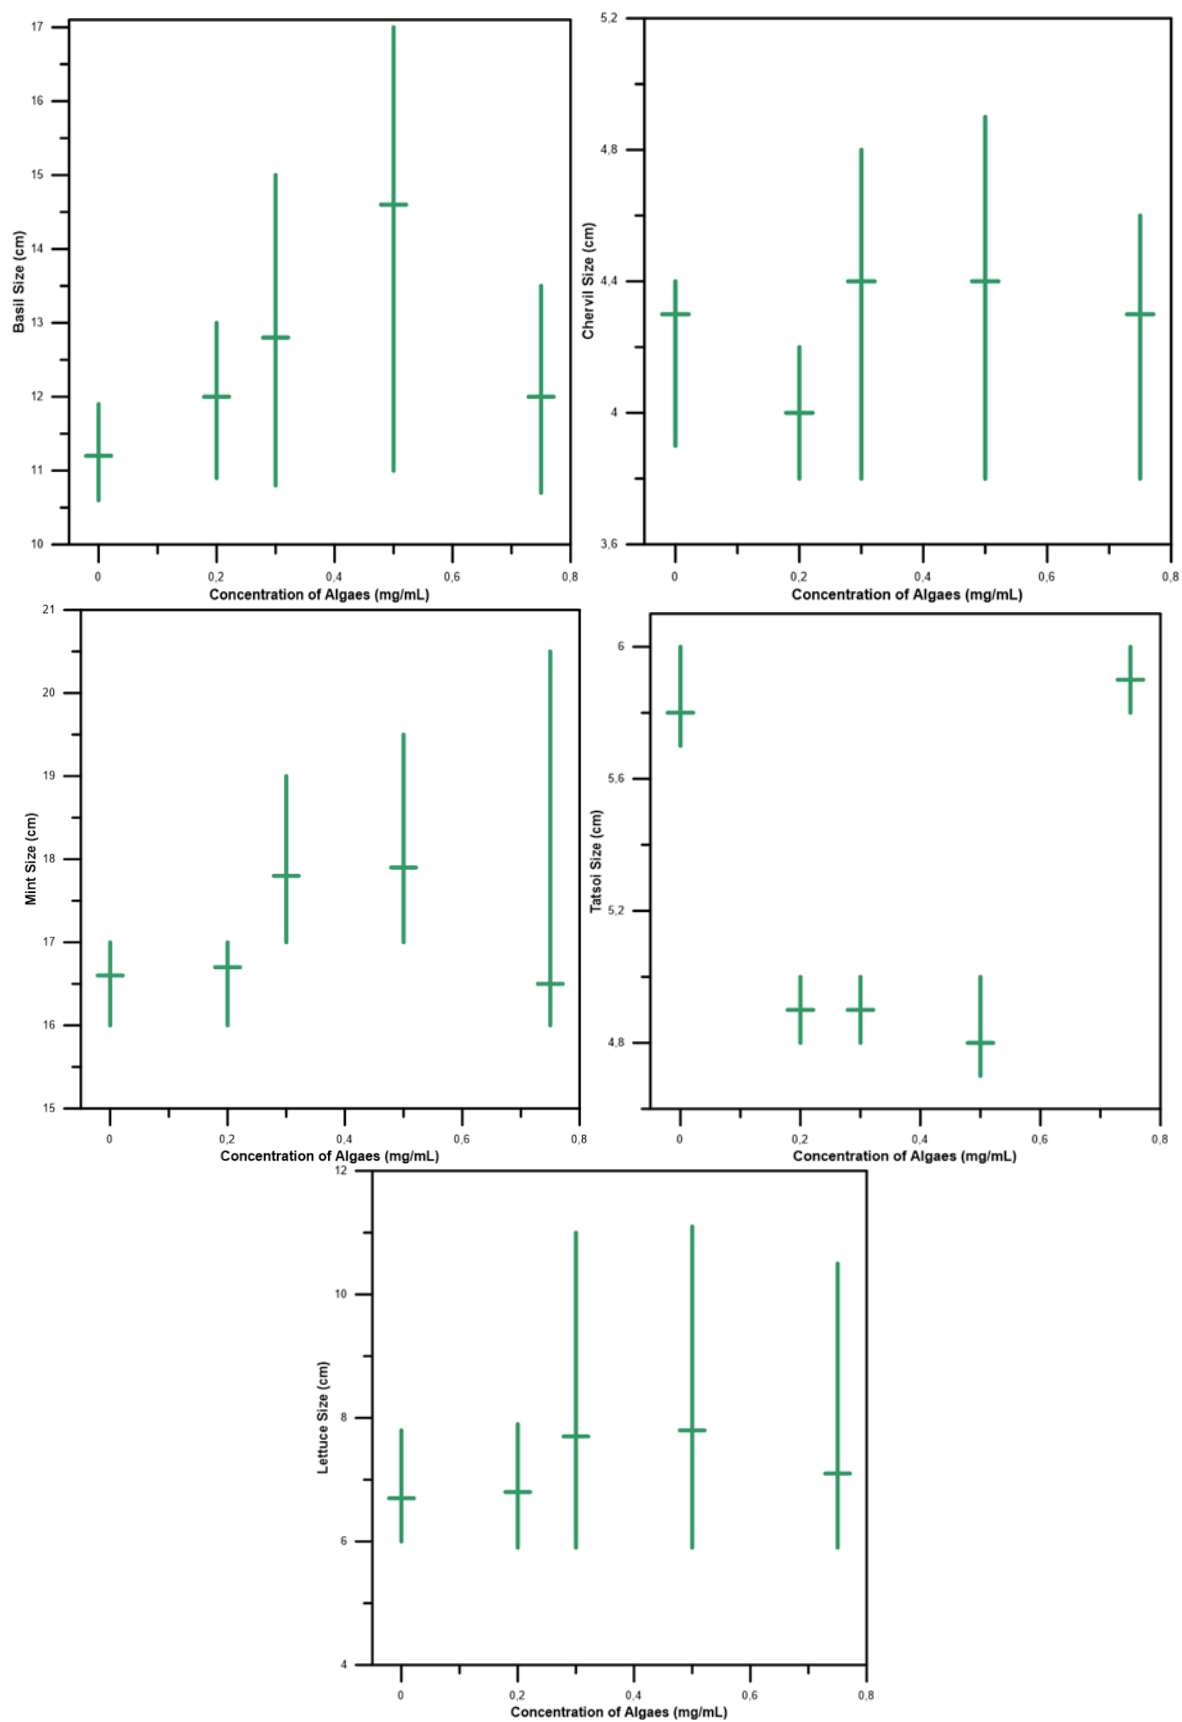 17
16
15
14
13
12
11
10
Basil Size (cm)
0 0,2 0,4 0,6 0,8
Concentration of Algaes (mg/mL)
5,2
4,8
4,4
4
3,6
Chervil Size (cm)
0 0,2 0,4 0,6 0,8
Concentration of Algaes (mg/mL)
21
20
19
18
17
16
15
Mint Size (cm)
0 0,2 0,4 0,6 0,8
Concentration of Algaes (mg/mL)
6
5,6
5,2
4,8
Tatsoi Size (cm)
0 0,2 0,4 0,6 0,8
Concentration of Algaes (mg/mL)
12
10
8
6
4
Lettuce Size (cm)
0 0,2 0,4 0,6 0,8
Concentration of Algaes (mg/mL)